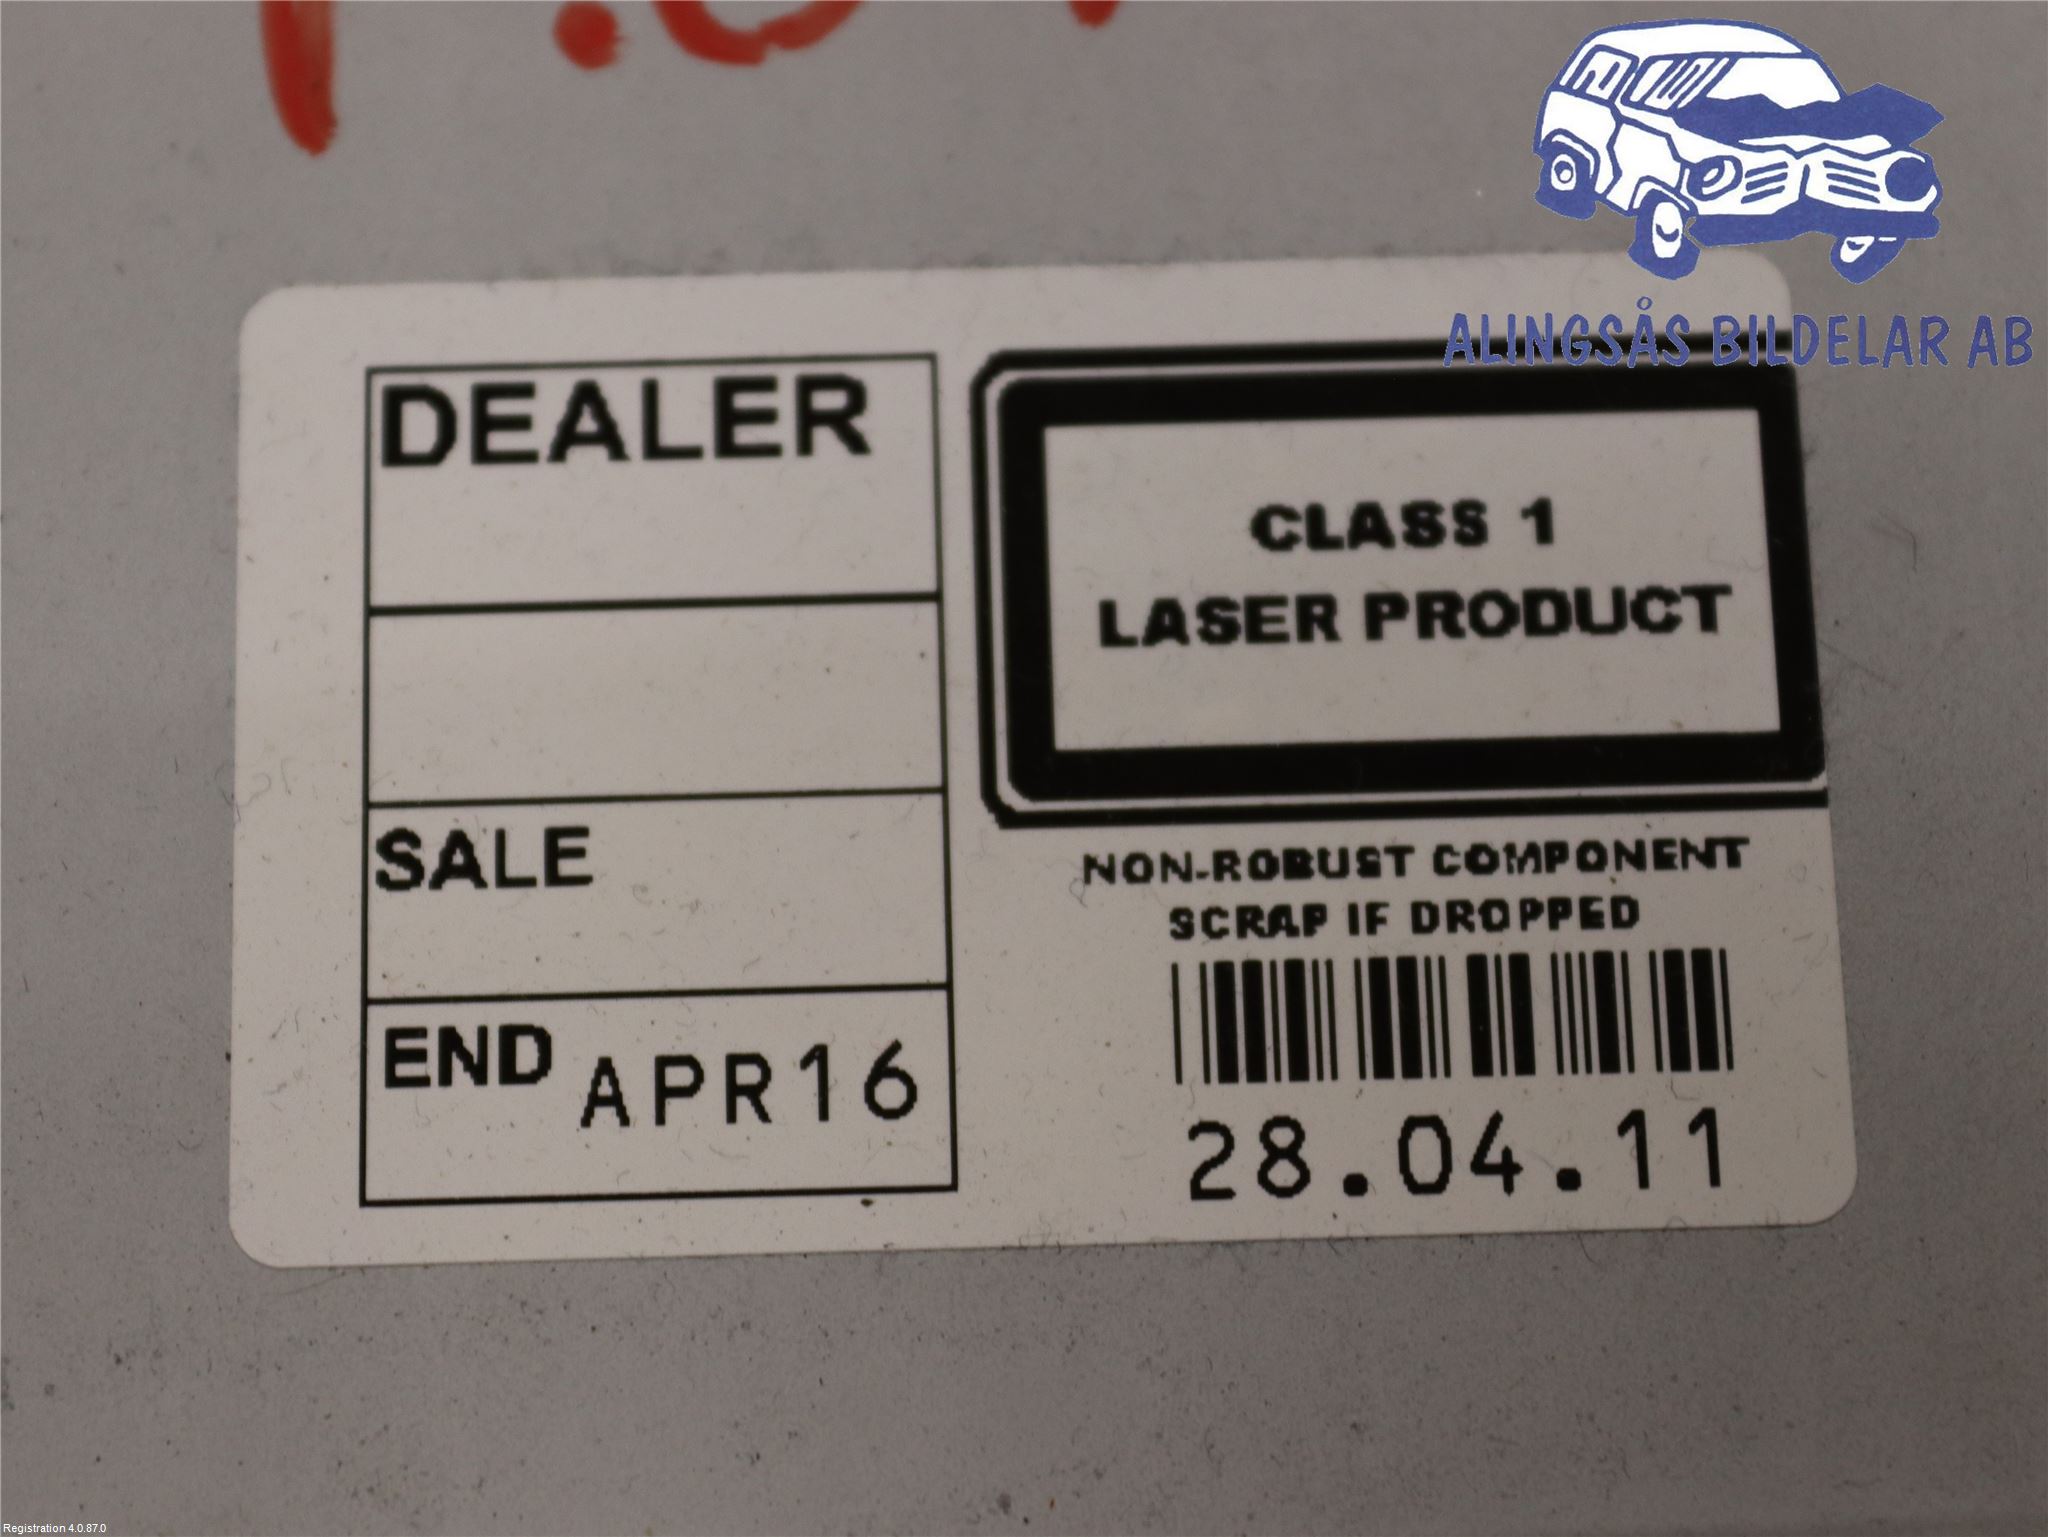 ALINGSÅS BILDELAR AB
DEALER
SALE
END APR16
CLASS 1
LASER PRODUCT
NON-ROBUST COMPONENT
SCRAP IF DROPPED
28.04.11
Registration 4.0.87.0